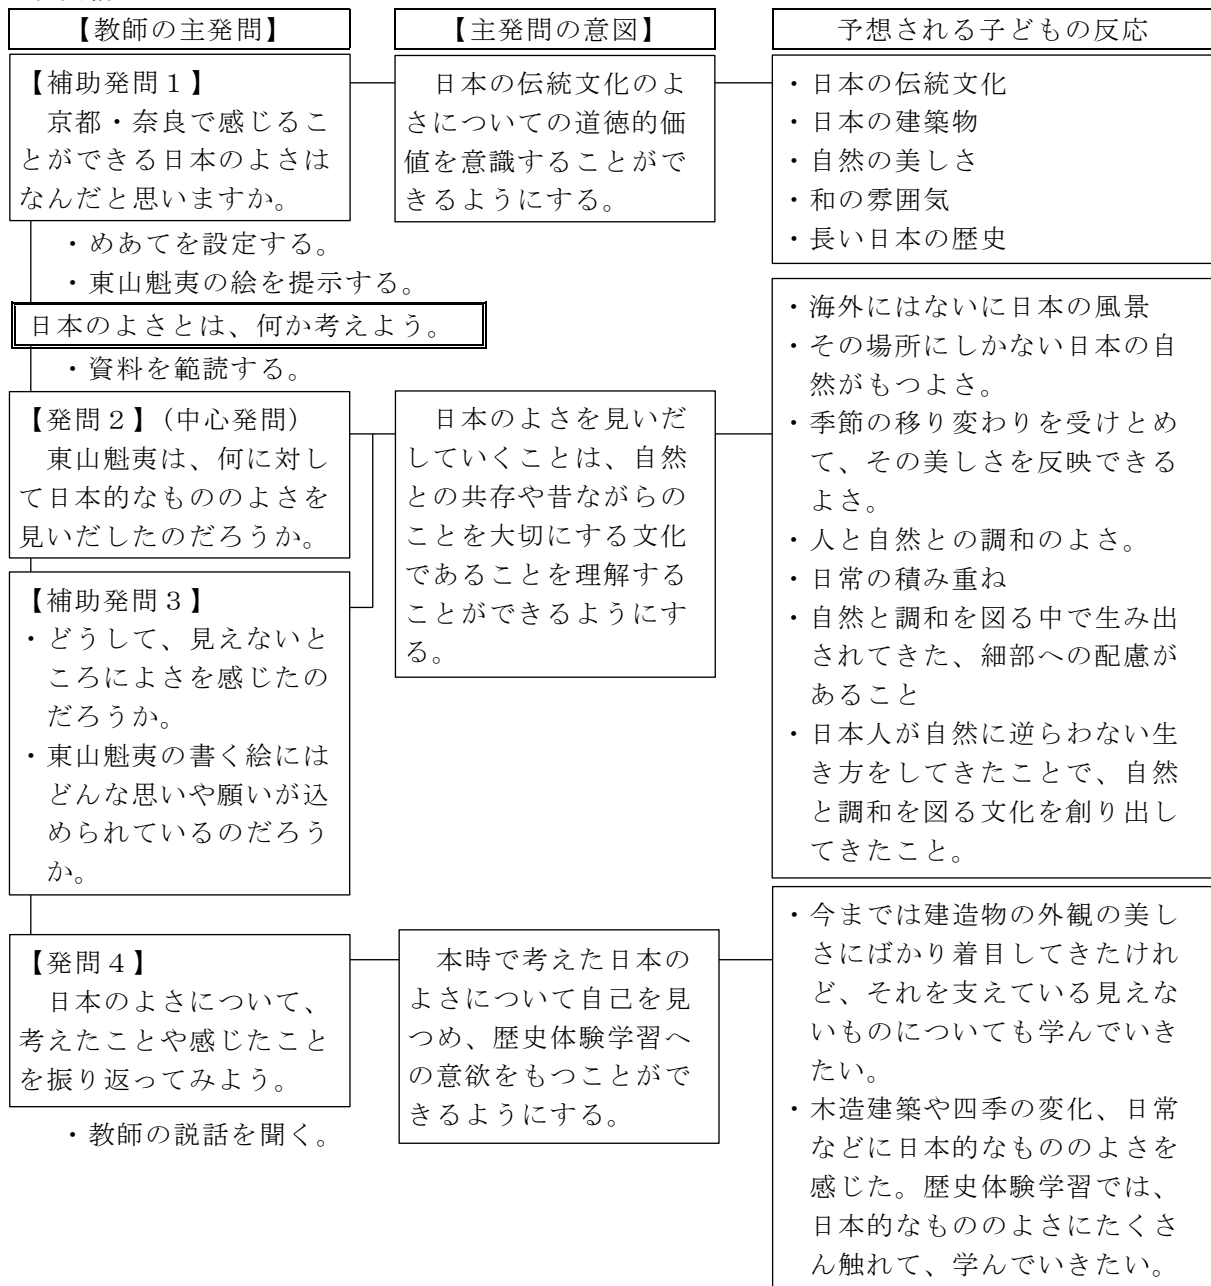 【教師の主発問】
【主発問の意図】
予想される子どもの反応
【補助発問１】
　京都・奈良で感じるこ
とができる日本のよさは
なんだと思いますか。
　日本の伝統文化のよ
さについての道徳的価
値を意識することがで
きるようにする。
・日本の伝統文化
・日本の建築物
・自然の美しさ
・和の雰囲気
・長い日本の歴史
・めあてを設定する。
・東山魁夷の絵を提示する。
日本のよさとは、何か考えよう。
・資料を範読する。
【発問２】（中心発問）
　東山魁夷は、何に対し
て日本的なもののよさを
見いだしたのだろうか。
【補助発問３】
・どうして、見えないと
ころによさを感じたの
だろうか。
・東山魁夷の書く絵には
どんな思いや願いが込
められているのだろう
か。
　日本のよさを見いだ
していくことは、自然
との共存や昔ながらの
ことを大切にする文化
であることを理解する
ことができるようにす
る。
・海外にはないに日本の風景
・その場所にしかない日本の自
然がもつよさ。
・季節の移り変わりを受けとめ
て、その美しさを反映できる
よさ。
・人と自然との調和のよさ。
・日常の積み重ね
・自然と調和を図る中で生み出
されてきた、細部への配慮が
あること
・日本人が自然に逆らわない生
き方をしてきたことで、自然
と調和を図る文化を創り出し
てきたこと。
【発問４】
　日本のよさについて、
考えたことや感じたこと
を振り返ってみよう。
・教師の説話を聞く。
　本時で考えた日本の
よさについて自己を見
つめ、歴史体験学習へ
の意欲をもつことがで
きるようにする。
・今までは建造物の外観の美し
さにばかり着目してきたけれ
ど、それを支えている見えな
いものについても学んでいき
たい。
・木造建築や四季の変化、日常
などに日本的なもののよさを
感じた。歴史体験学習では、
日本的なもののよさにたくさ
ん触れて、学んでいきたい。